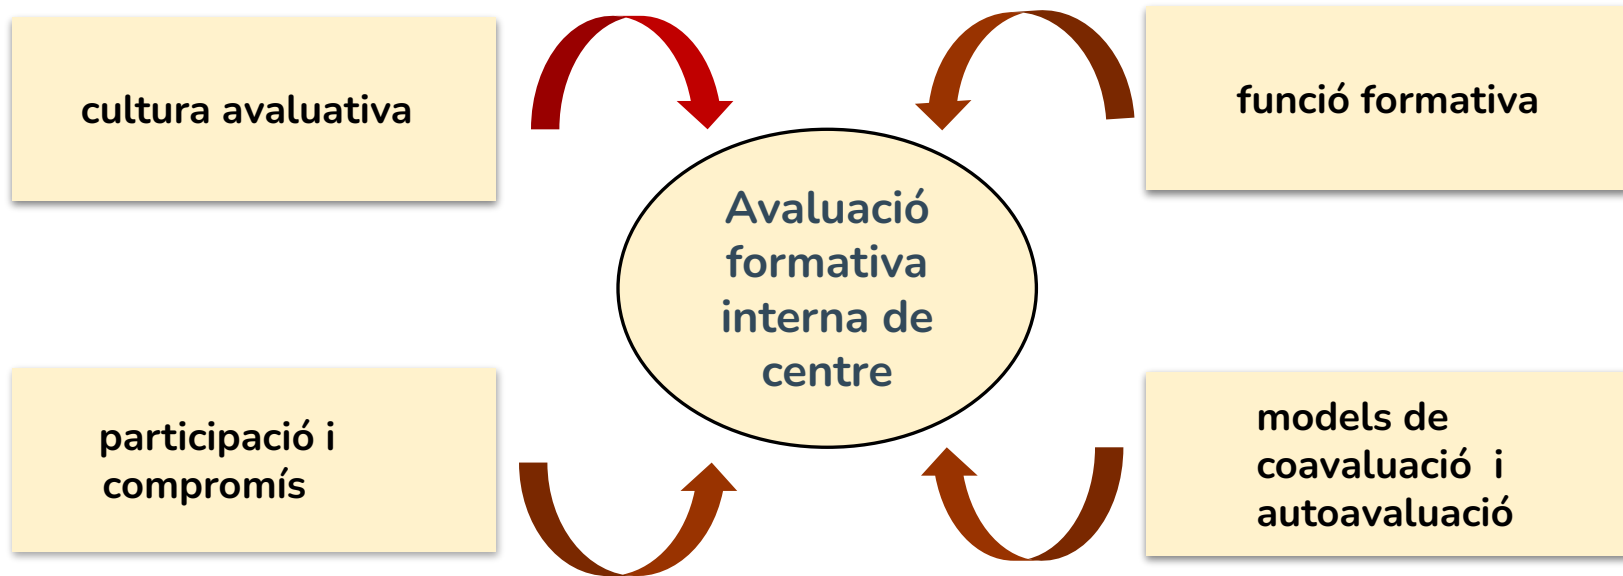 cultura avaluativa
funció formativa
Avaluació
formativa
interna de
centre
participació i
compromís
models de
coavaluació i
autoavaluació